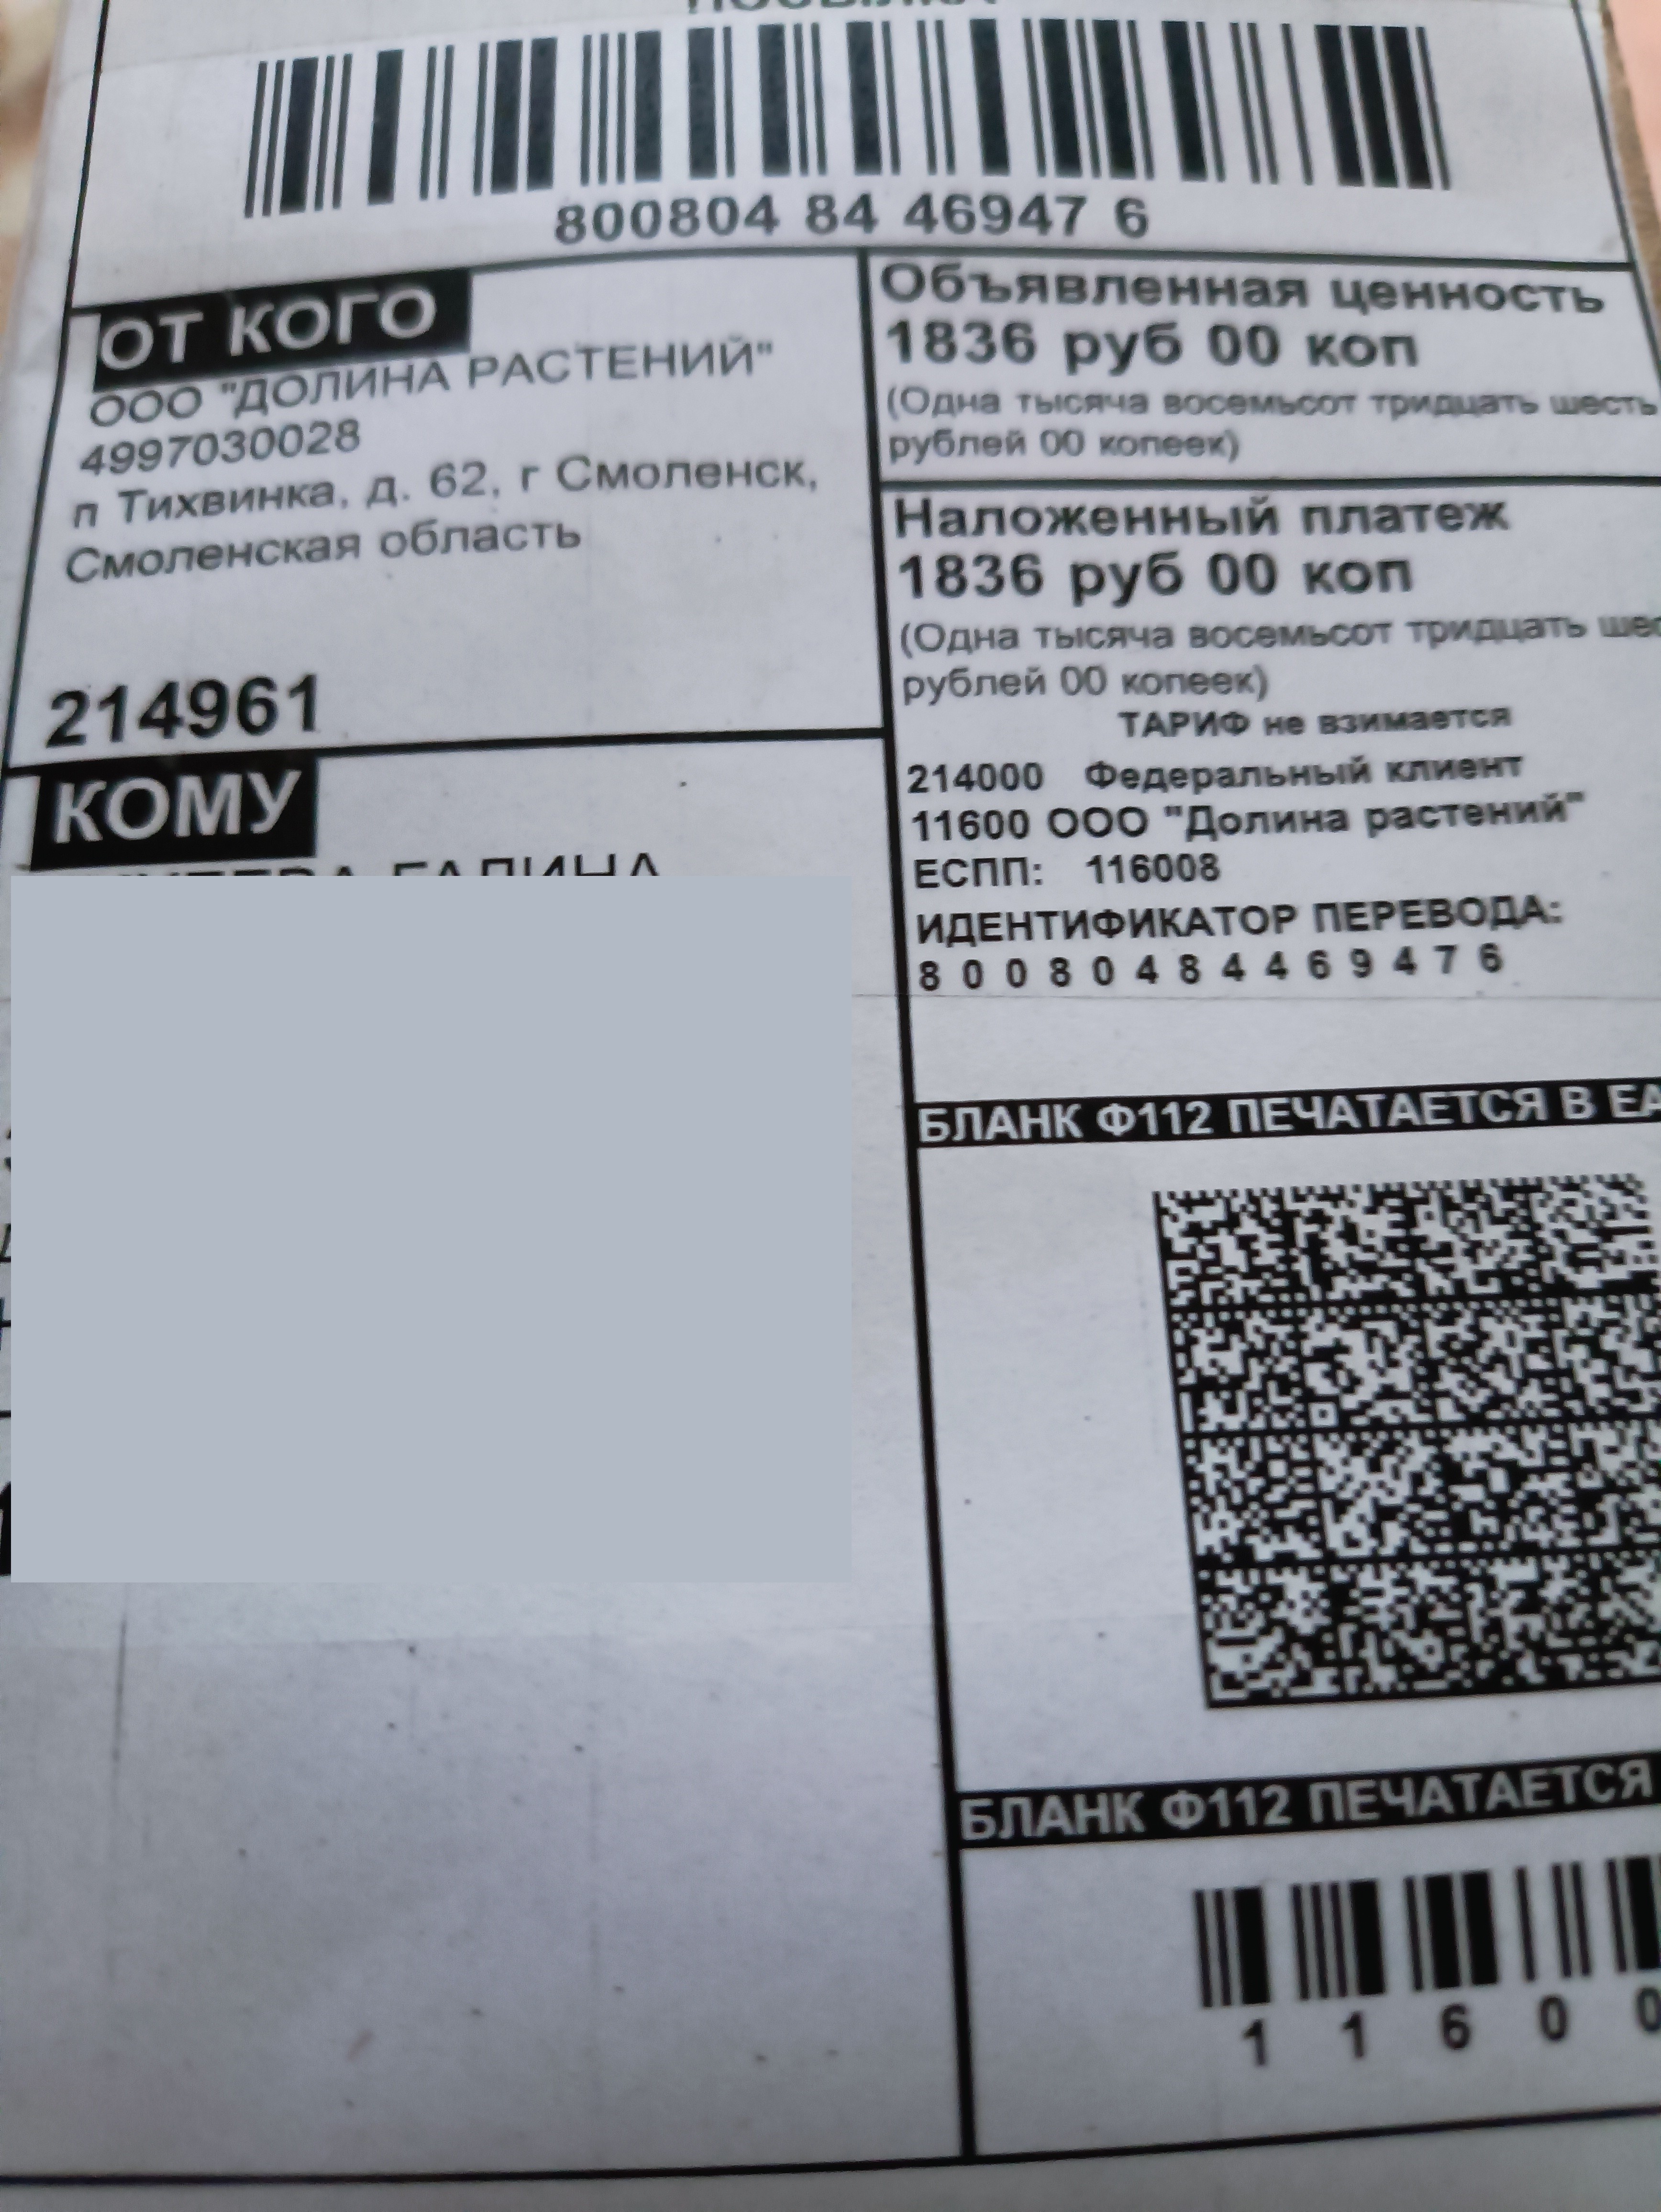 800804 84 46947 6
ОТ КОГО
ООО "ДОЛИНА РАСТЕНИЙ"
4997030028
п Тихвинка, д. 62, г Смоленск,
Смоленская область
214961
КОМУ
ГАЛИНА
Объявленная ценность
1836 руб 00 коп
(Одна тысяча восемьсот тридцать шесть
рублей 00 копеек)
Наложенный платеж
1836 руб 00 коп
(Одна тысяча восемьсот тридцать шес
рублей 00 копеек)
ТАРИФ не взимается
214000 Федеральный клиент
11600 ООО "Долина растений"
ЕСПП: 116008
ИДЕНТИФИКАТОР ПЕРЕВОДА:
8 0 0 8 0 4 8 4 4 6 9 4 7 6
БЛАНК Ф112 ПЕЧАТАЕТСЯ В ЕА
БЛАНК Ф112 ПЕЧАТАЕТСЯ
1 1 6 0 0